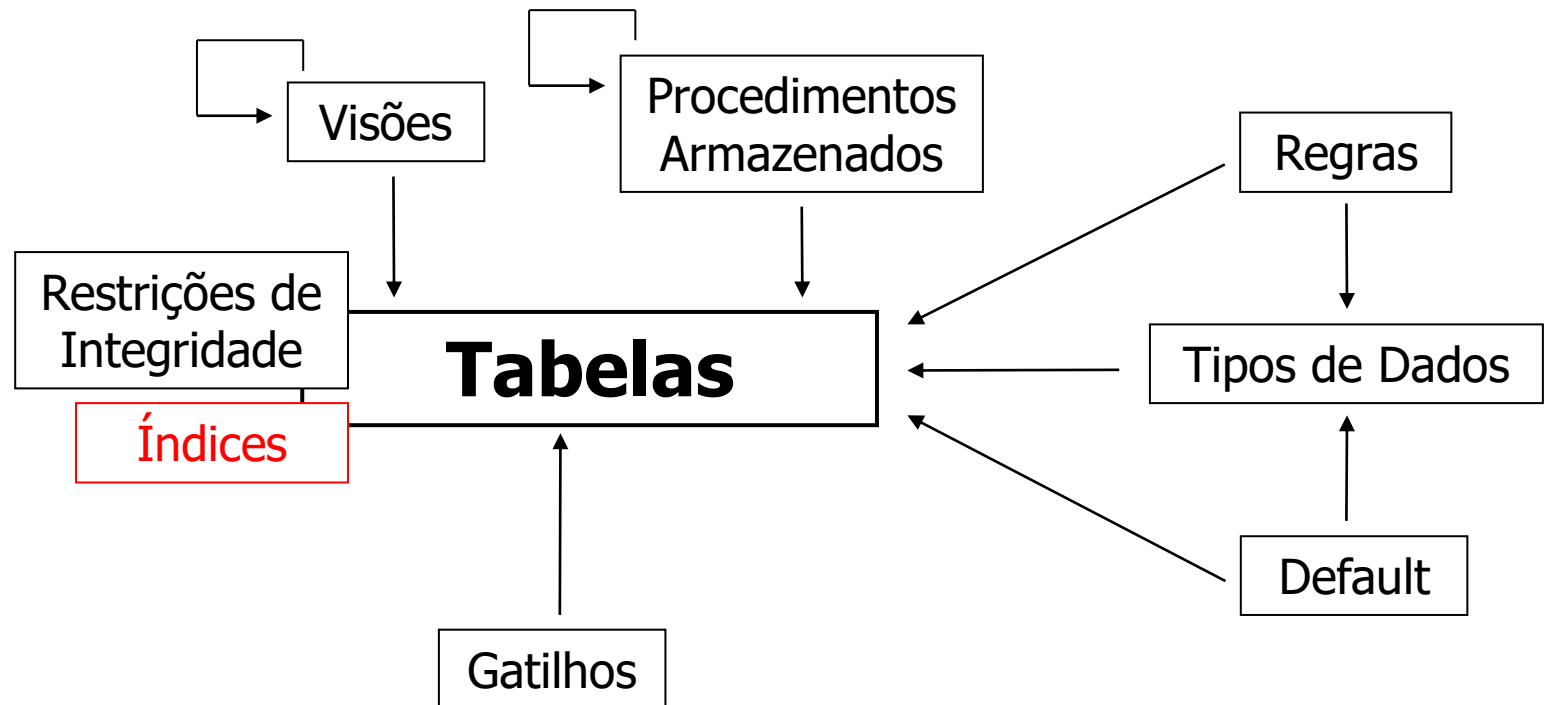 Visões
Procedimentos
Armazenados
Regras
Restrições de
Integridade
Tabelas
Tipos de Dados
Índices
Default
Gatilhos